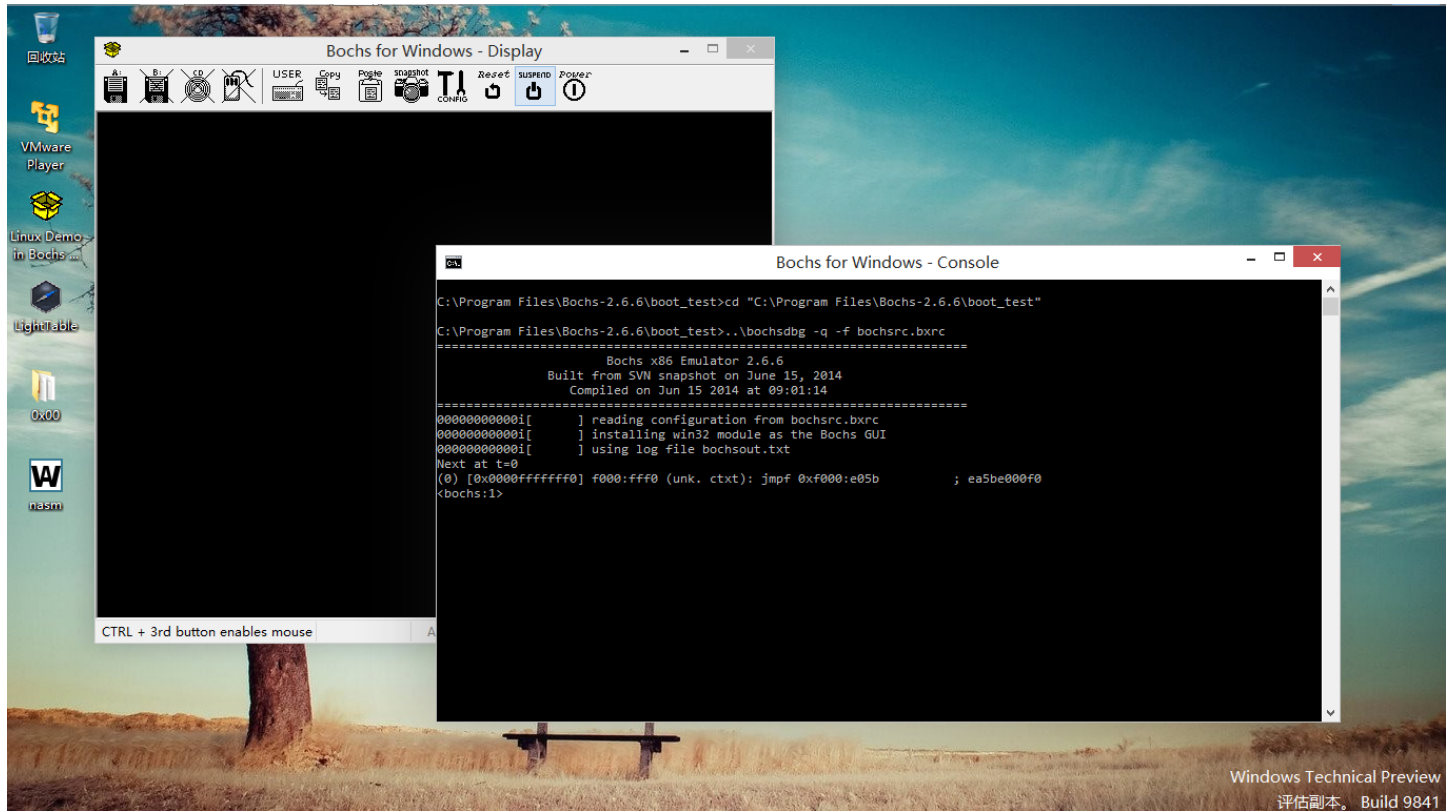 回收站
VMware
Player
Linux Demo
in Bochs ...
LightTable
0x00
nasm
Bochs for Windows - Display
A:
B:
CD
USER
Copy
Paste
snapshot
CONFIG
Reset
SUSPEND
Power
CTRL + 3rd button enables mouse
A
Bochs for Windows - Console
C:\Program Files\Bochs-2.6.6\boot_test>cd "C:\Program Files\Bochs-2.6.6\boot_test"
C:\Program Files\Bochs-2.6.6\boot_test>..\bochsdbg -q -f bochsrc.bxrc
========================================================================
Bochs x86 Emulator 2.6.6
Built from SVN snapshot on June 15, 2014
Compiled on Jun 15 2014 at 09:01:14
========================================================================
00000000000i[      ] reading configuration from bochsrc.bxrc
00000000000i[      ] installing win32 module as the Bochs GUI
00000000000i[      ] using log file bochsout.txt
Next at t=0
(0) [0x0000fffffff0] f000:fff0 (unk. ctxt): jmpf 0xf000:e05b          ; ea5be000f0
<bochs:1>
Windows Technical Preview
评估副本。 Build 9841